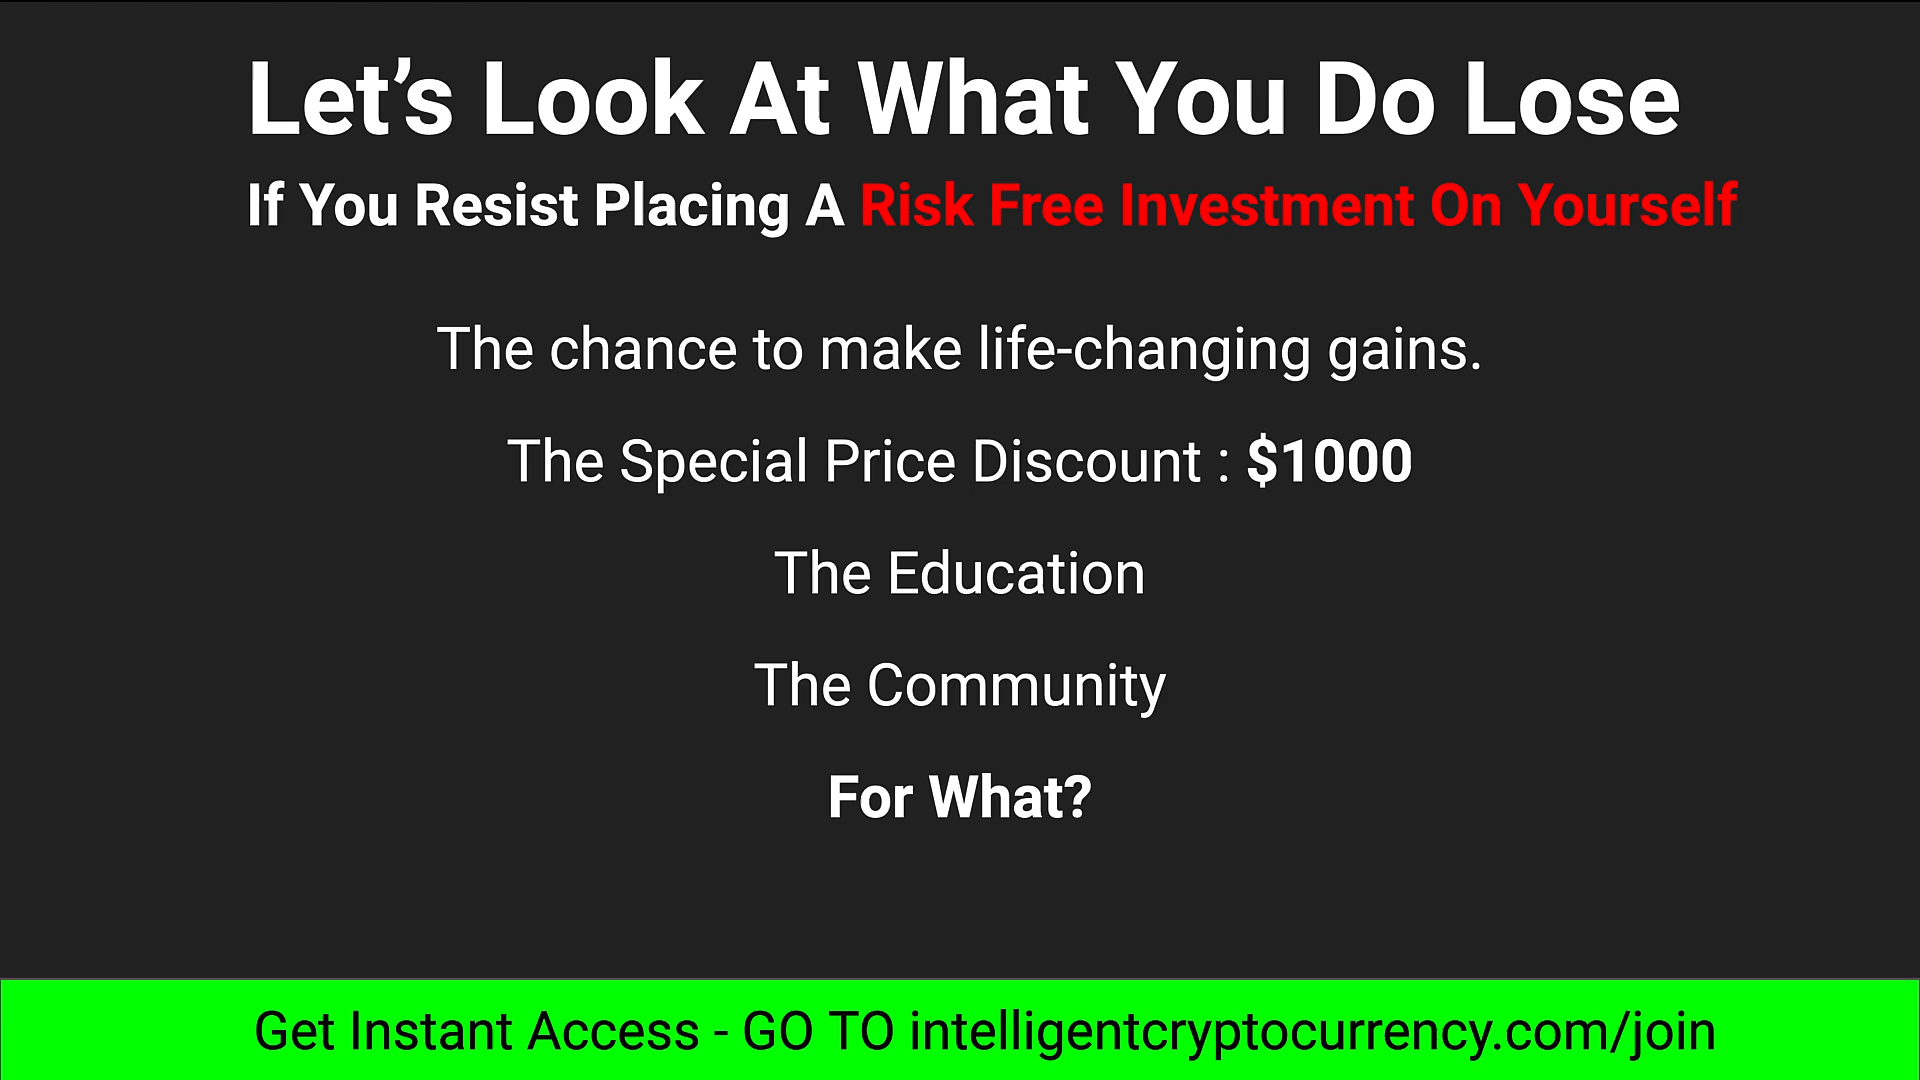 Let’s Look At What You Do Lose
If You Resist Placing A Risk Free Investment On Yourself
The chance to make life-changing gains.
The Special Price Discount : $1000
The Education
The Community
For What?
Get Instant Access - GO TO intelligentcryptocurrency.com/join